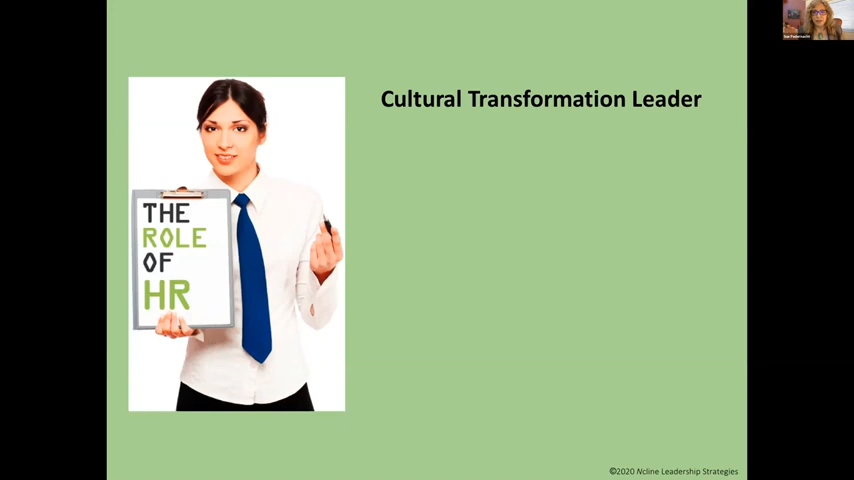 Cultural Transformation Leader
THE
ROLE
OF
HR
©2020 Ncline Leadership Strategies